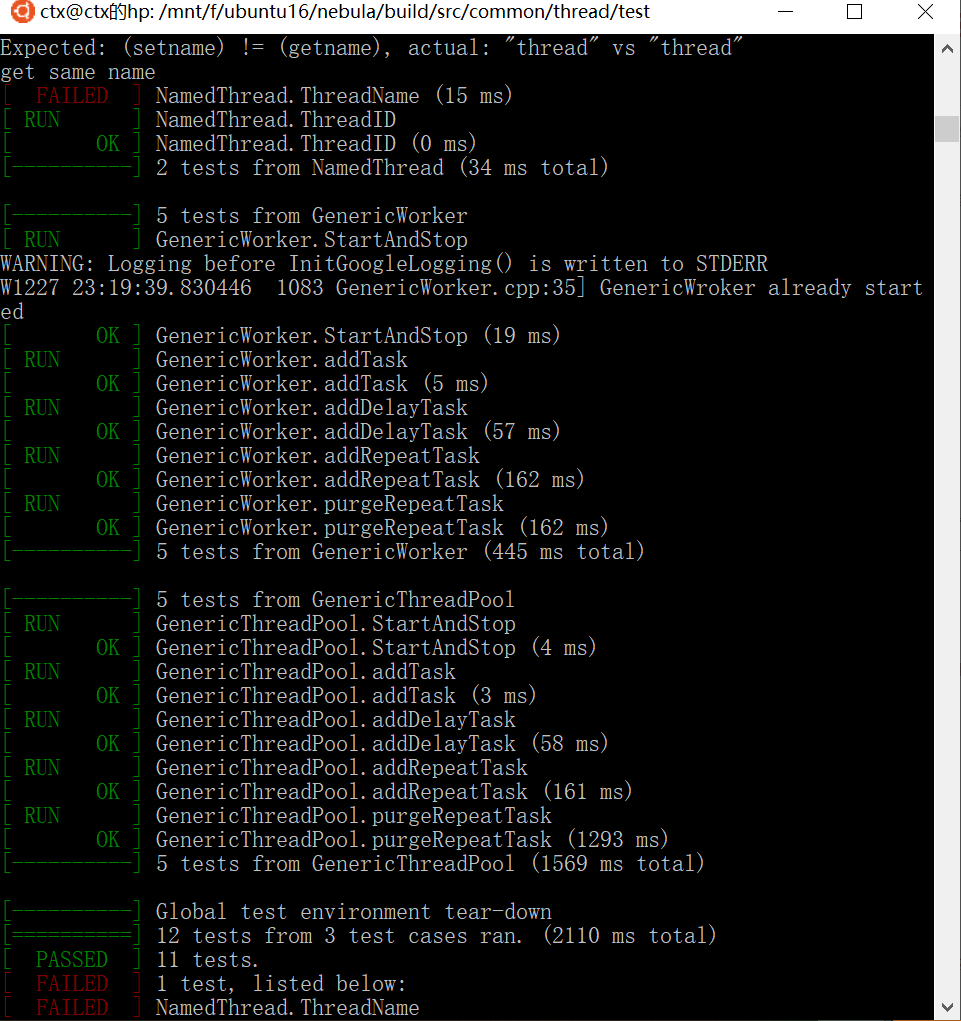 ctx@ctx的hp: /mnt/f/ubuntu16/nebula/build/src/common/thread/test
Expected: (setname) != (getname), actual: "thread" vs "thread"
get same name
[  FAILED  ] NamedThread.ThreadName (15 ms)
[ RUN      ] NamedThread.ThreadID
[       OK ] NamedThread.ThreadID (0 ms)
[----------] 2 tests from NamedThread (34 ms total)
[----------] 5 tests from GenericWorker
[ RUN      ] GenericWorker.StartAndStop
WARNING: Logging before InitGoogleLogging() is written to STDERR
W1227 23:19:39.830446  1083 GenericWorker.cpp:35] GenericWroker already start
ed
[       OK ] GenericWorker.StartAndStop (19 ms)
[ RUN      ] GenericWorker.addTask
[       OK ] GenericWorker.addTask (5 ms)
[ RUN      ] GenericWorker.addDelayTask
[       OK ] GenericWorker.addDelayTask (57 ms)
[ RUN      ] GenericWorker.addRepeatTask
[       OK ] GenericWorker.addRepeatTask (162 ms)
[ RUN      ] GenericWorker.purgeRepeatTask
[       OK ] GenericWorker.purgeRepeatTask (162 ms)
[----------] 5 tests from GenericWorker (445 ms total)
[----------] 5 tests from GenericThreadPool
[ RUN      ] GenericThreadPool.StartAndStop
[       OK ] GenericThreadPool.StartAndStop (4 ms)
[ RUN      ] GenericThreadPool.addTask
[       OK ] GenericThreadPool.addTask (3 ms)
[ RUN      ] GenericThreadPool.addDelayTask
[       OK ] GenericThreadPool.addDelayTask (58 ms)
[ RUN      ] GenericThreadPool.addRepeatTask
[       OK ] GenericThreadPool.addRepeatTask (161 ms)
[ RUN      ] GenericThreadPool.purgeRepeatTask
[       OK ] GenericThreadPool.purgeRepeatTask (1293 ms)
[----------] 5 tests from GenericThreadPool (1569 ms total)
[----------] Global test environment tear-down
[==========] 12 tests from 3 test cases ran. (2110 ms total)
[  PASSED  ] 11 tests.
[  FAILED  ] 1 test, listed below:
[  FAILED  ] NamedThread.ThreadName